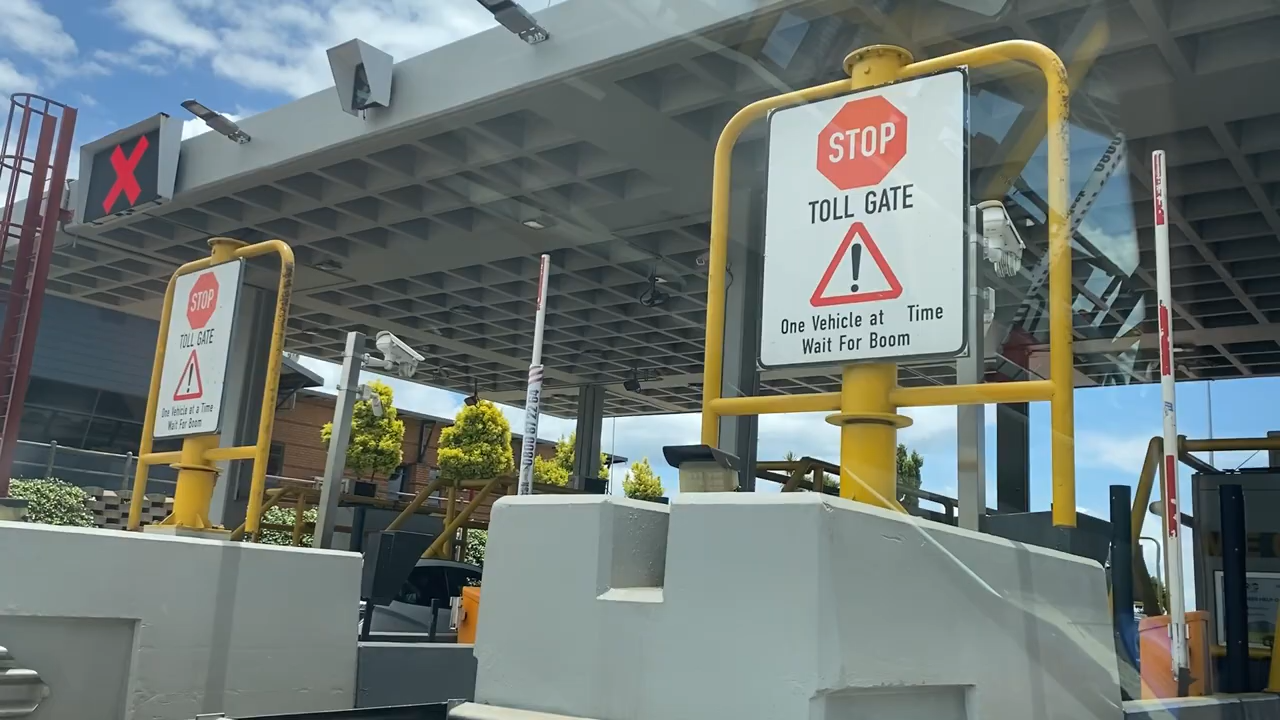 STOP
TOLL GATE
One Vehicle at a Time
Wait For Boom
STOP
TOLL GATE
One Vehicle at Time
Wait For Boom